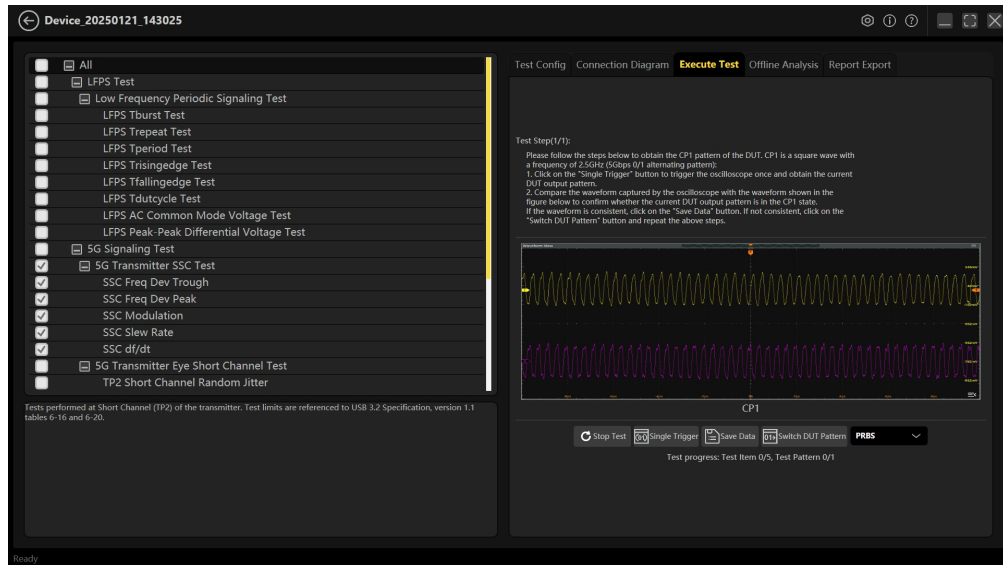 Device_20250121_143025
All
LFPS Test
Low Frequency Periodic Signaling Test
LFPS Tburst Test
LFPS Trepeat Test
LFPS Tperiod Test
LFPS Trisingedge Test
LFPS Tfallingedge Test
LFPS Tdutcycle Test
LFPS AC Common Mode Voltage Test
LFPS Peak-Peak Differential Voltage Test
5G Signaling Test
5G Transmitter SSC Test
SSC Freq Dev Trough
SSC Freq Dev Peak
SSC Modulation
SSC Slew Rate
SSC df/dt
5G Transmitter Eye Short Channel Test
TP2 Short Channel Random Jitter
Tests performed at Short Channel (TP2) of the transmitter. Test limits are referenced to USB 3.2 Specification, version 1.1
tables 6-16 and 6-20.
Test Config Connection Diagram Execute Test Offline Analysis Report Export
Test Step(1/1):
Please follow the steps below to obtain the CP1 pattern of the DUT. CP1 is a square wave with
a frequency of 2.5GHz (5Gbps 0/1 alternating pattern):
1. Click on the "Single Trigger" button to trigger the oscilloscope once and obtain the current
DUT output pattern.
2. Compare the waveform captured by the oscilloscope with the waveform shown in the
figure below to confirm whether the current DUT output pattern is in the CP1 state.
If the waveform is consistent, click on the "Save Data" button. If not consistent, click on the
"Switch DUT Pattern" button and repeat the above steps.
CP1
Stop Test Single Trigger Save Data Switch DUT Pattern PRBS
Test progress: Test Item 0/5, Test Pattern 0/1
Ready